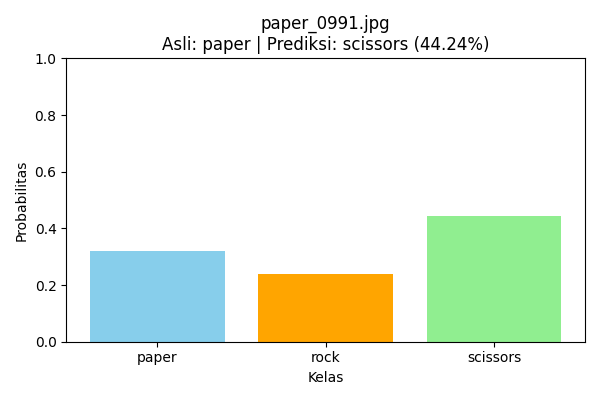 paper_0991.jpg
Asli: paper | Prediksi: scissors (44.24%)
1.0
0.8
0.6
0.4
0.2
0.0
Probabilitas
paper rock scissors
Kelas